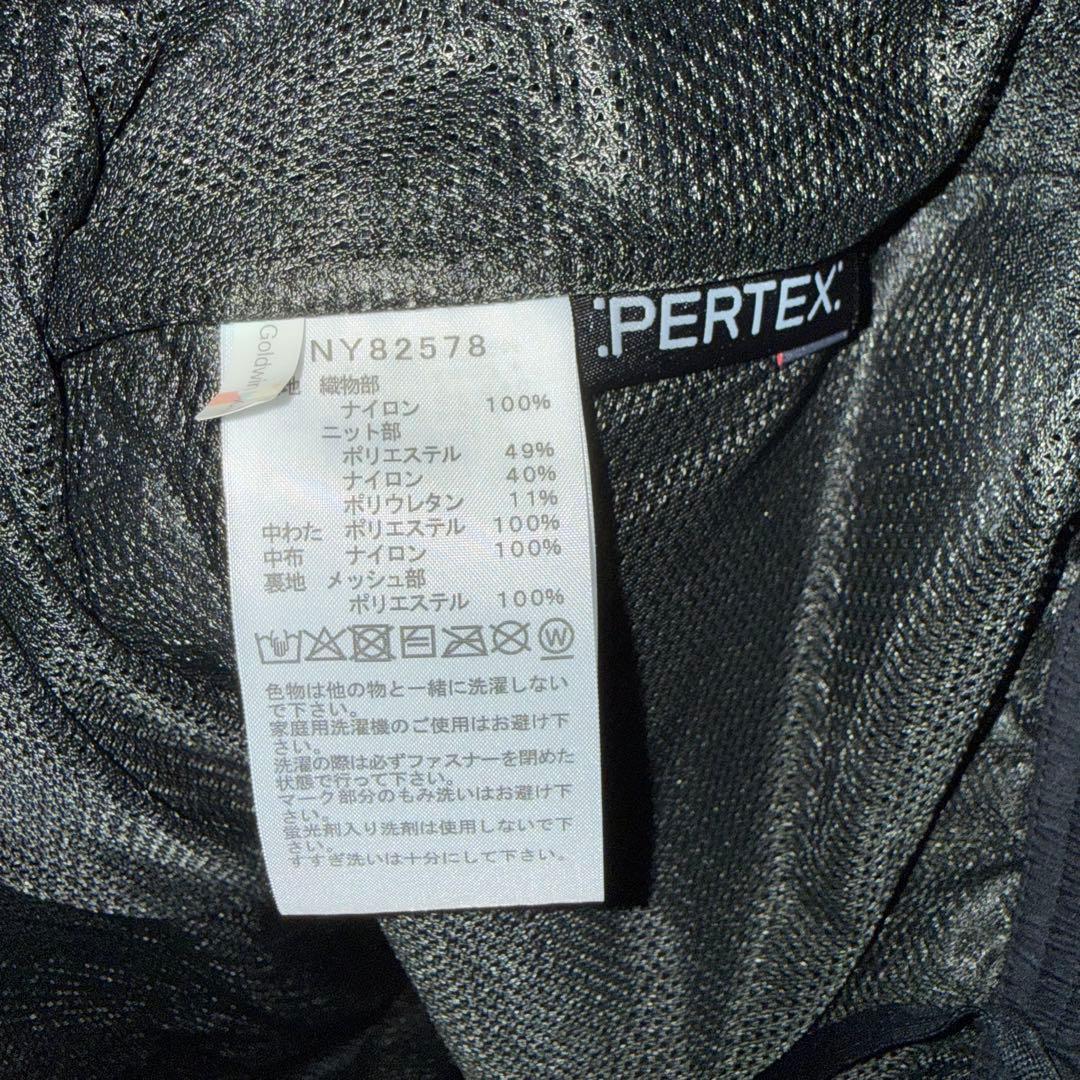 PERTEX
Goldwin
NY82578
地 織物部
ナイロン 100%
ニット部
ポリエステル 49%
ナイロン 40%
ポリウレタン 11%
中わた ポリエステル 100%
中布 ナイロン 100%
裏地 メッシュ部
ポリエステル 100%
W
色物は他の物と一緒に洗濯しない
で下さい。
家庭用洗濯機のご使用はお避け下
さい。
洗濯の際は必ずファスナーを閉めた
状態で行って下さい。
マーク部分のもみ洗いはお避け下
さい。
蛍光剤入り洗剤は使用しないで下
さい。
すすぎ洗いは十分にして下さい。